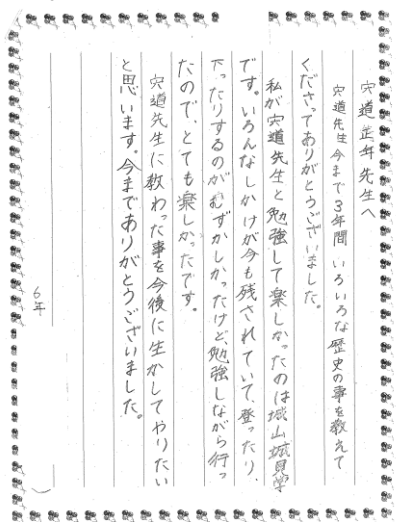 宍道正年先生へ
宍道先生今まで3年間いろいろな歴史の事を教えて
くださってありがとうございました。
私が宍道先生と勉強して楽しかったのは城山城見学
です。いろんなしかけが今も残されていて、登ったり、
下ったりするのがむずかしかったけど、勉強しながら行っ
たので、とても楽しかったです。
宍道先生に教わった事を今後に生かしてやりたい
と思います。今までありがとうございました。
6年